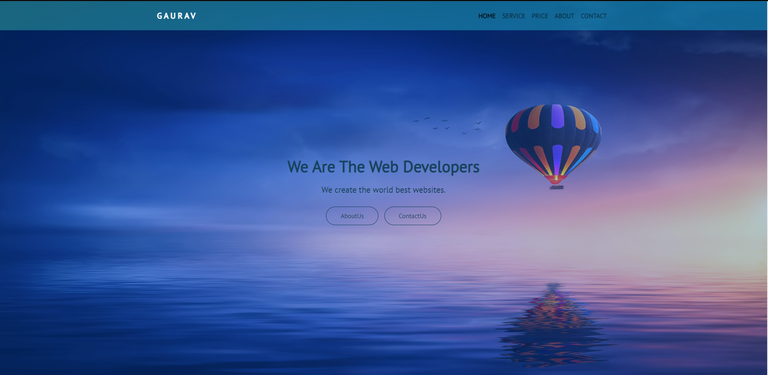 GAURAV
HOME SERVICE PRICE ABOUT CONTACT
We Are The Web Developers
We create the world best websites.
AboutUs ContactUs